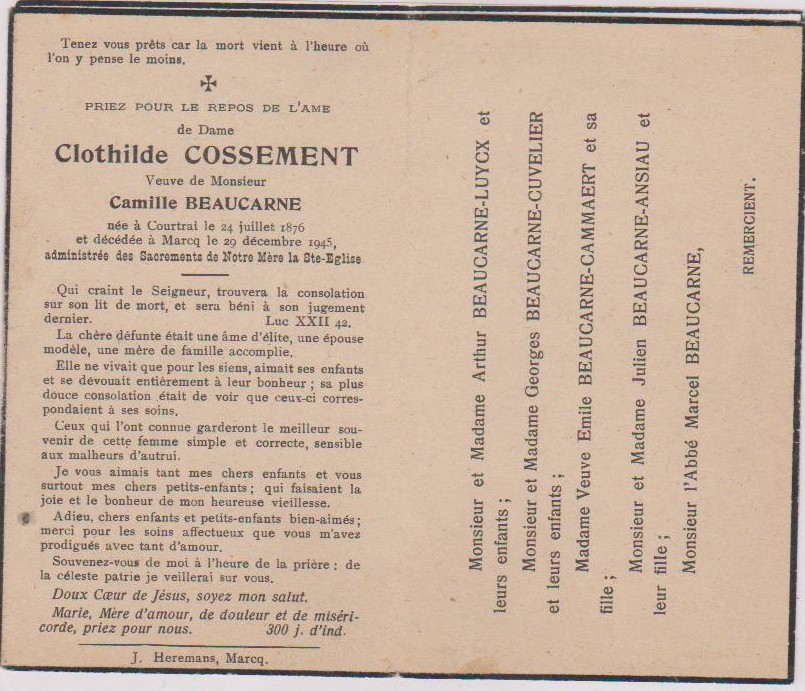 Tenez vous prêts car la mort vient à l'heure où
l'on y pense le moins.
PRIEZ POUR LE REPOS DE L'AME
de Dame
Clothilde COSSEMENT
Veuve de Monsieur
Camille BEAUCARNE
née à Courtrai le 24 juillet 1876
et décédée à Marcq le 29 décembre 1945,
administrée des Sacrements de Notre Mère la Ste-Eglise
Qui craint le Seigneur, trouvera la consolation
sur son lit de mort, et sera béni à son jugement
dernier. Luc XXII 42.
La chère défunte était une âme d'élite, une épouse
modèle, une mère de famille accomplie.
Elle ne vivait que pour les siens, aimait ses enfants
et se dévouait entièrement à leur bonheur ; sa plus
douce consolation était de voir que ceux-ci corres-
pondaient à ses soins.
Ceux qui l'ont connue garderont le meilleur sou-
venir de cette femme simple et correcte, sensible
aux malheurs d'autrui.
Je vous aimais tant mes chers enfants et vous
surtout mes chers petits-enfants ; qui faisaient la
joie et le bonheur de mon heureuse vieillesse.
Adieu, chers enfants et petits-enfants bien-aimés ;
merci pour les soins affectueux que vous m'avez
prodigués avec tant d'amour.
Souvenez-vous de moi à l'heure de la prière ; de
de la céleste patrie je veillerai sur vous.
Doux Cœur de Jésus, soyez mon salut.
Marie, Mère d'amour, de douleur et de miséri-
corde, priez pour nous. 300 j. d'ind.
J. Heremans, Marcq.
Monsieur et Madame Arthur BEAUCARNE-LUYCX et
leurs enfants ;
Monsieur et Madame Georges BEAUCARNE-CUVELIER
et leurs enfants ;
Madame Veuve Emile BEAUCARNE-CAMMAERT et sa
fille ;
Monsieur et Madame Julien BEAUCARNE-ANSIAU et
leur fille ;
Monsieur l'Abbé Marcel BEAUCARNE,
REMERCIENT.